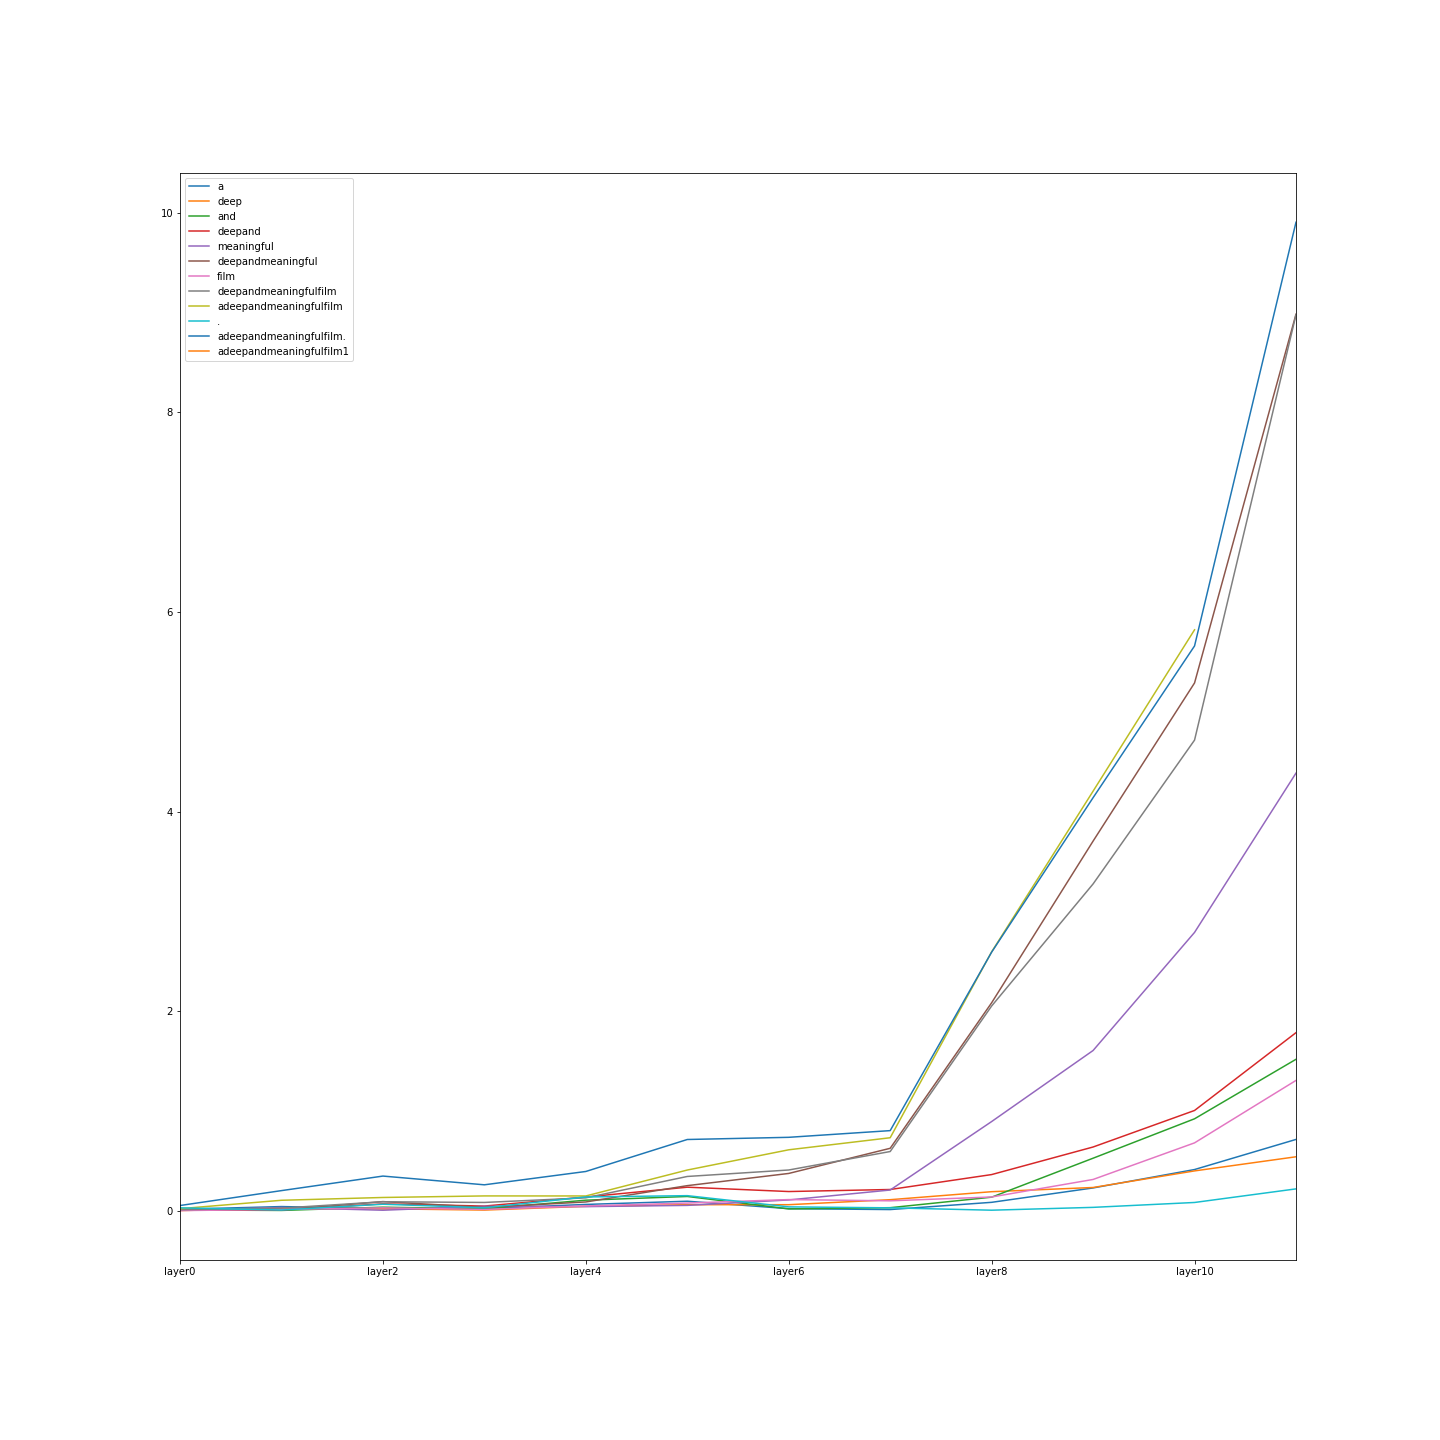 a
deep
and
deepand
meaningful
deepandmeaningful
film
deepandmeaningfulfilm
adeepandmeaningfulfilm
.
adeepandmeaningfulfilm.
adeepandmeaningfulfilm1
10
8
6
4
2
0
layer0 layer2 layer4 layer6 layer8 layer10